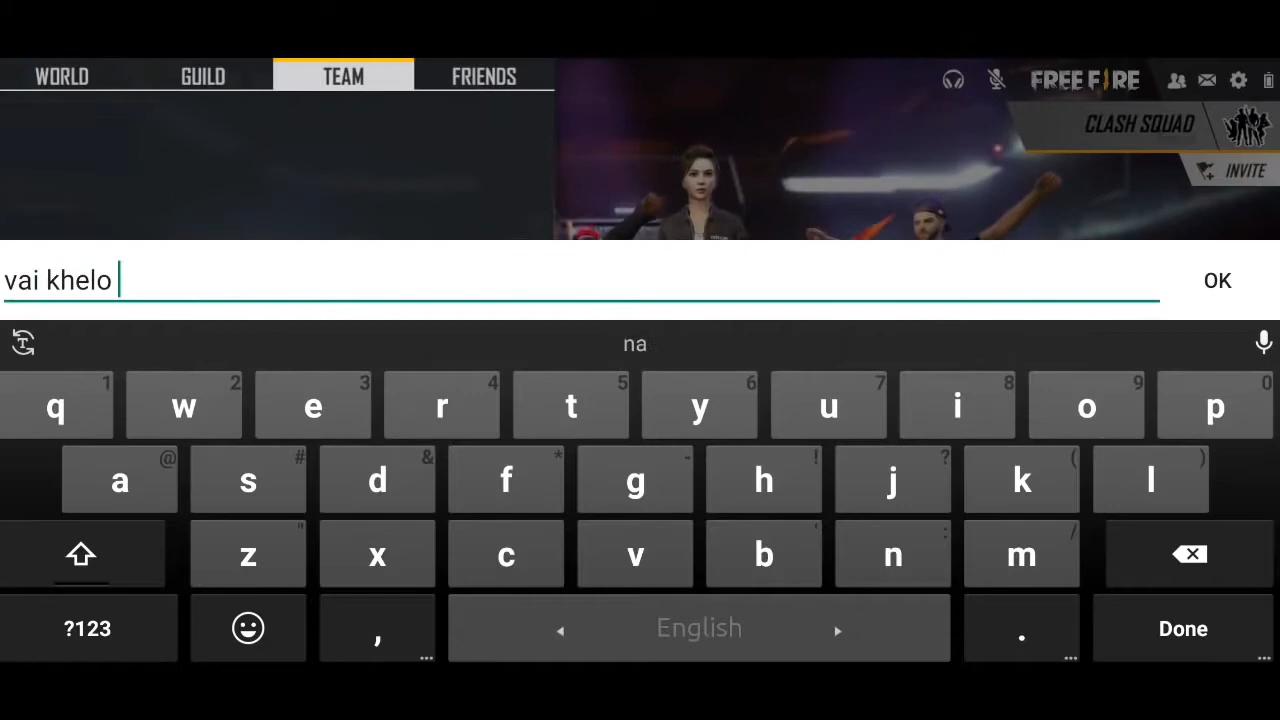 WORLD GUILD TEAM FRIENDS
FREE FIRE
CLASH SQUAD
INVITE
vai khelo
OK
na
1 2 3 4 5 6 7 8 9 0
q w e r t y u i o p
@ # & * - ! ? ( )
a s d f g h j k l
" ' : /
z x c v b n m
?123 , English . Done